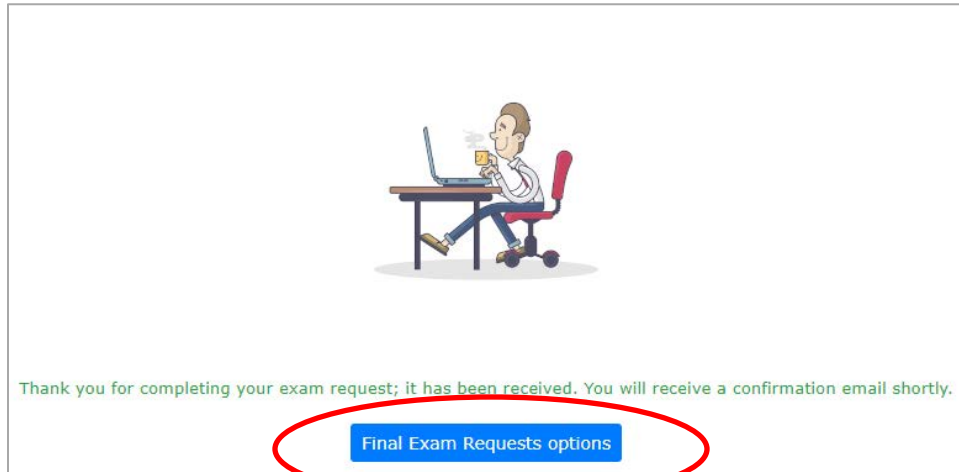 Thank you for completing your exam request; it has been received. You will receive a confirmation email shortly.
Final Exam Requests options